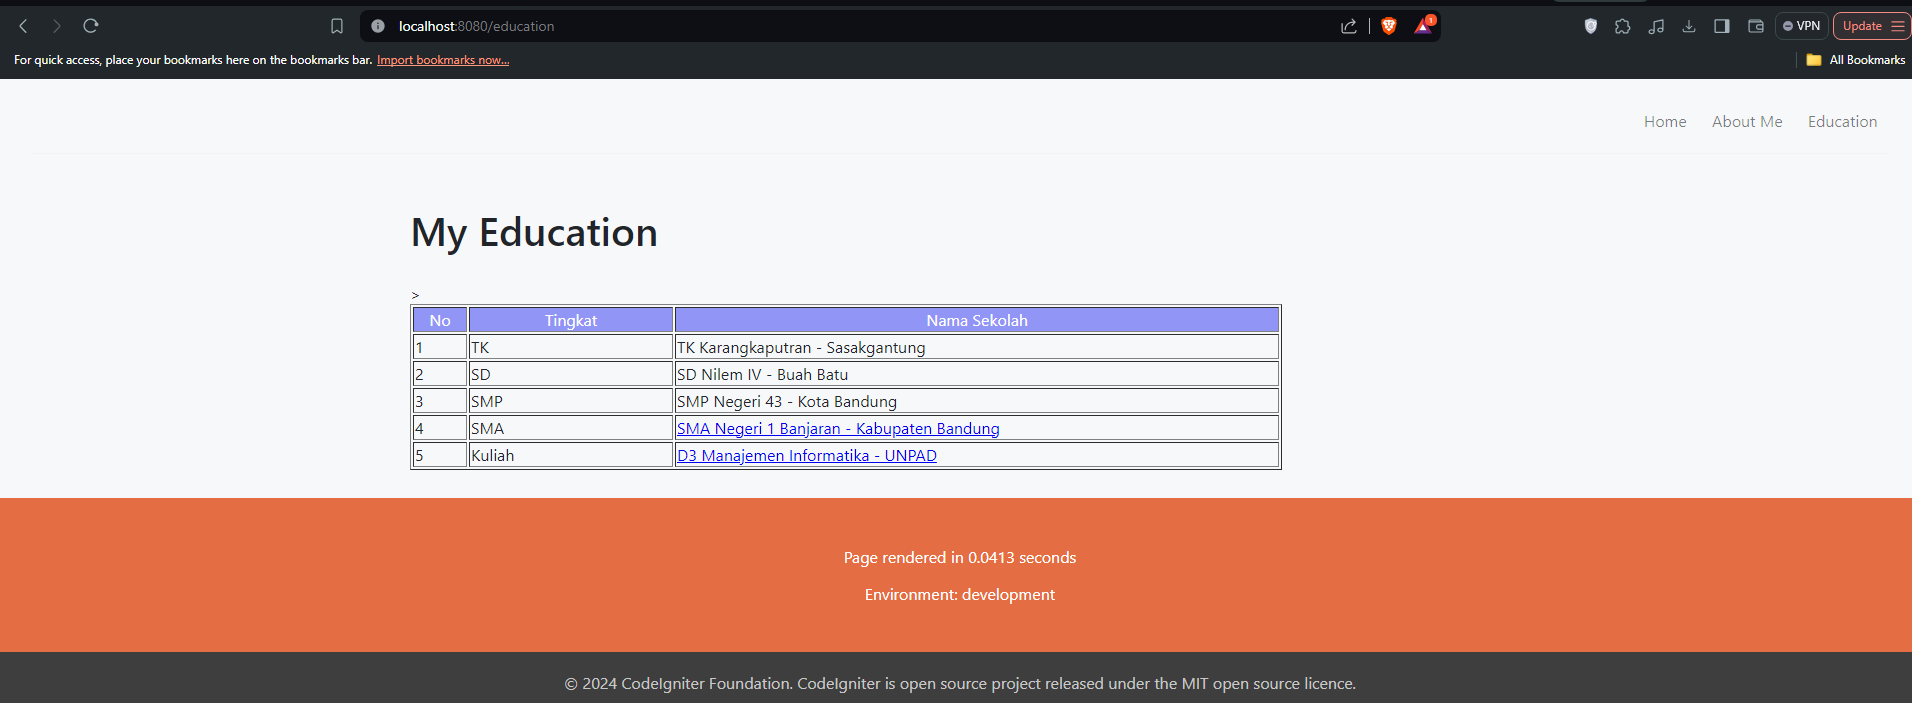 localhost:8080/education
1
VPN
Update
For quick access, place your bookmarks here on the bookmarks bar. Import bookmarks now...
All Bookmarks
Home About Me Education
My Education
>
No Tingkat Nama Sekolah
1 TK TK Karangkaputran - Sasakgantung
2 SD SD Nilem IV - Buah Batu
3 SMP SMP Negeri 43 - Kota Bandung
4 SMA SMA Negeri 1 Banjaran - Kabupaten Bandung
5 Kuliah D3 Manajemen Informatika - UNPAD
Page rendered in 0.0413 seconds
Environment: development
© 2024 CodeIgniter Foundation. CodeIgniter is open source project released under the MIT open source licence.